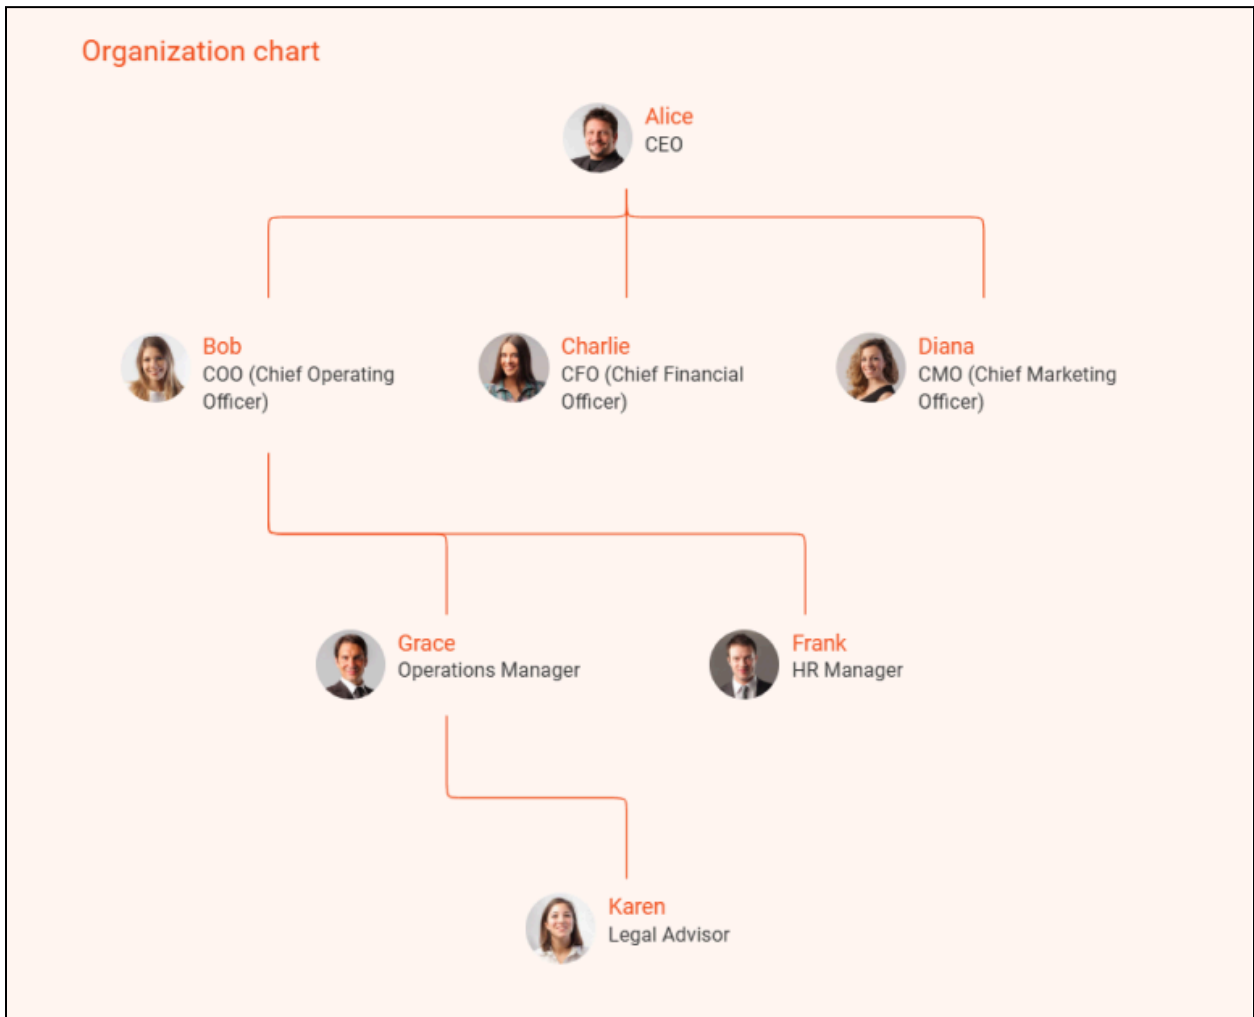 Organization chart
Alice
CEO
Bob
COO (Chief Operating
Officer)
Charlie
CFO (Chief Financial
Officer)
Diana
CMO (Chief Marketing
Officer)
Grace
Operations Manager
Frank
HR Manager
Karen
Legal Advisor